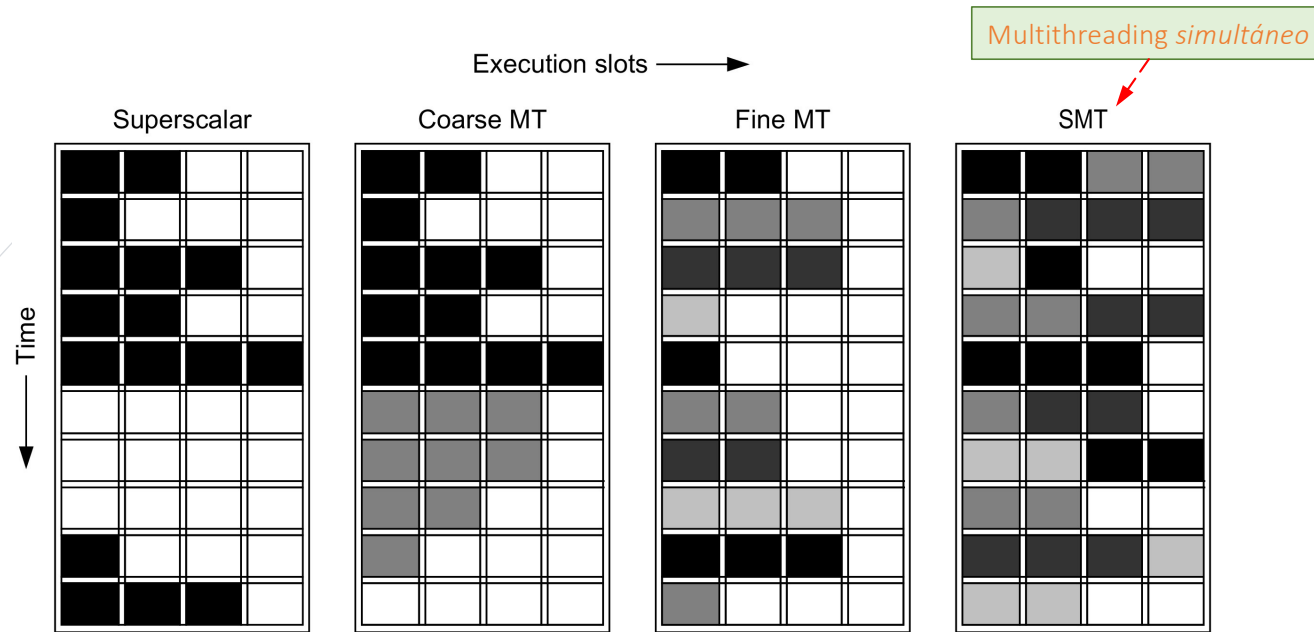 Multithreading simultáneo
Execution slots
Superscalar
Coarse MT
Fine MT
SMT
Time